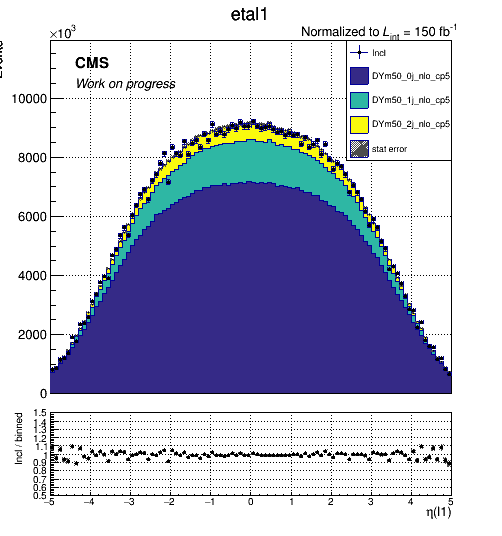 etal1
×10³
Normalized to L_int = 150 fb⁻¹
Events
CMS
Work on progress
Incl
DYm50_0j_nlo_cp5
DYm50_1j_nlo_cp5
DYm50_2j_nlo_cp5
stat error
10000
8000
6000
4000
2000
0
Incl / binned
1.5
1.4
1.3
1.2
1.1
1
0.9
0.8
0.7
0.6
0.5
−5 −4 −3 −2 −1 0 1 2 3 4 5
η(l1)